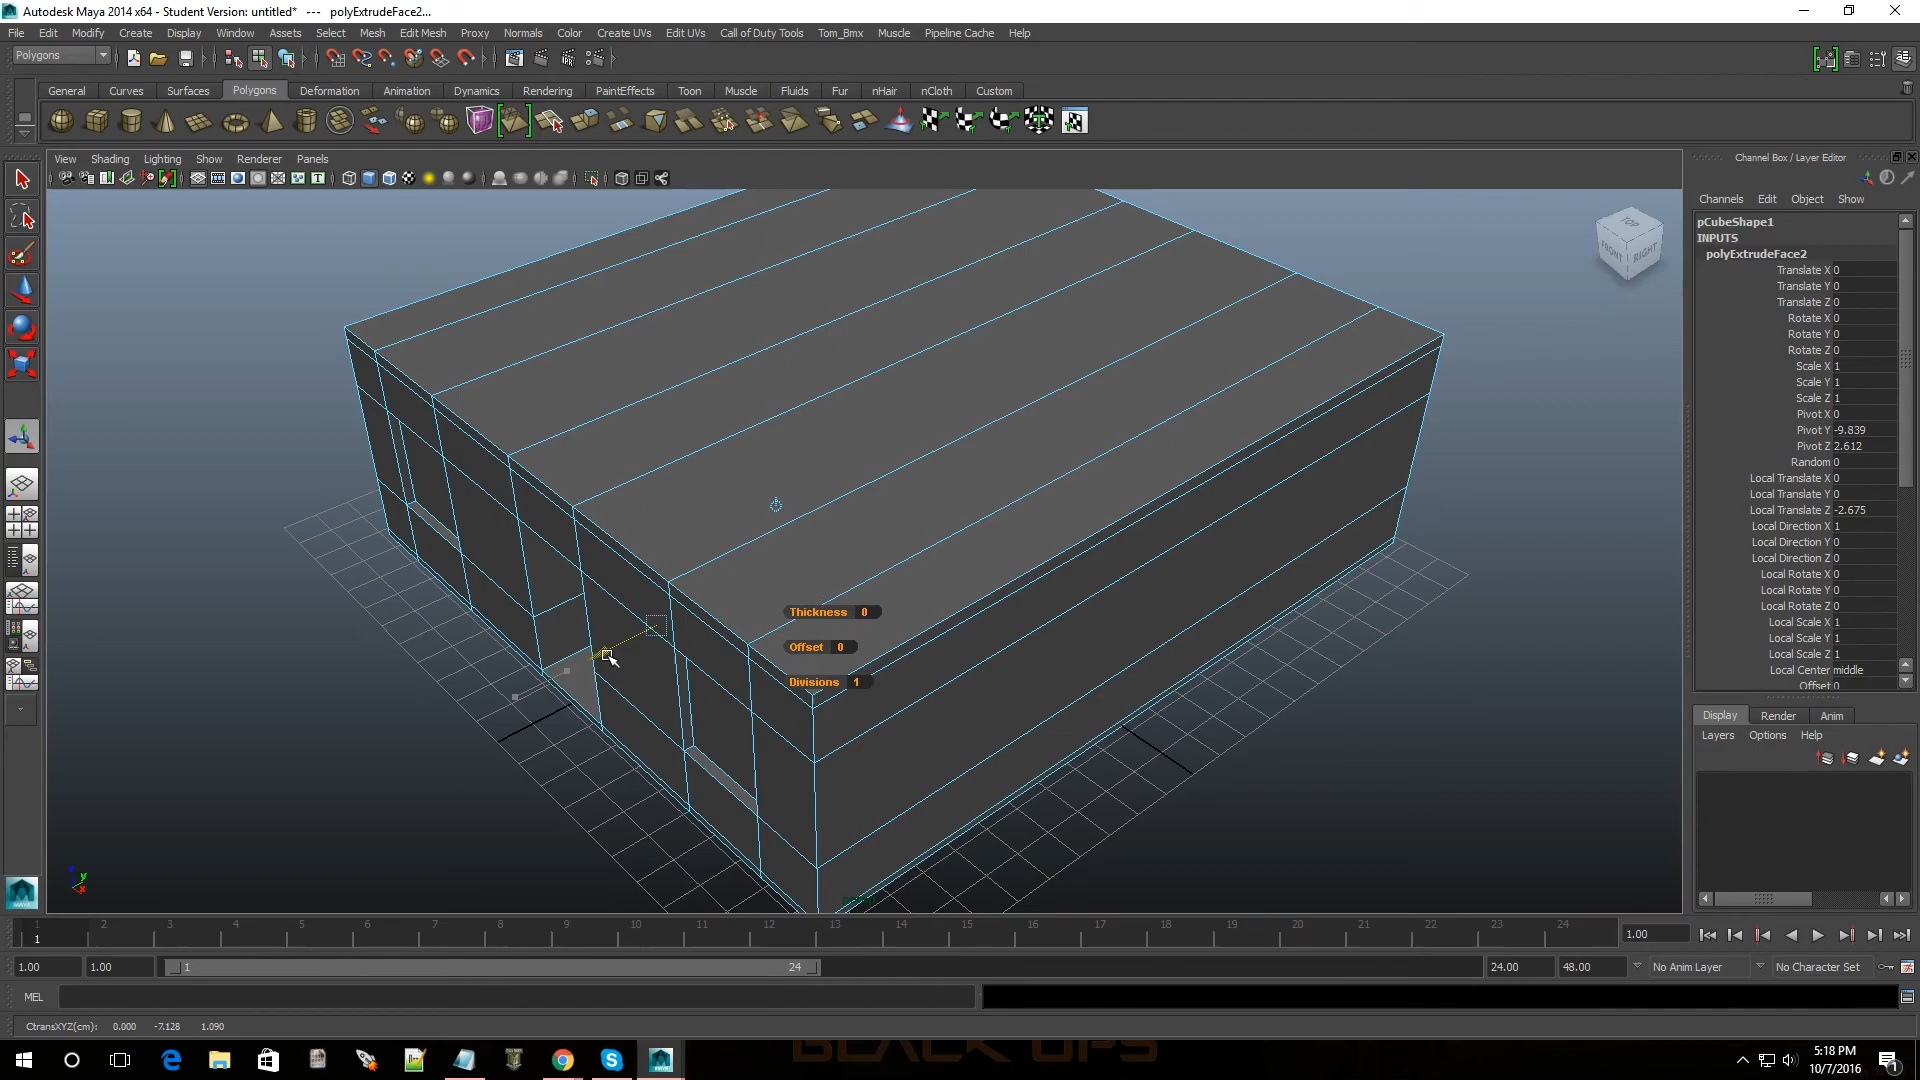 Autodesk Maya 2014 x64 - Student Version: untitled* --- polyExtrudeFace2...
File Edit Modify Create Display Window Assets Select Mesh Edit Mesh Proxy Normals Color Create UVs Edit UVs Call of Duty Tools Tom_Bmx Muscle Pipeline Cache Help
Polygons
General Curves Surfaces Polygons Deformation Animation Dynamics Rendering PaintEffects Toon Muscle Fluids Fur nHair nCloth Custom
View Shading Lighting Show Renderer Panels
Channel Box / Layer Editor
Channels Edit Object Show
pCubeShape1
INPUTS
polyExtrudeFace2
Translate X 0
Translate Y 0
Translate Z 0
Rotate X 0
Rotate Y 0
Rotate Z 0
Scale X 1
Scale Y 1
Scale Z 1
Pivot X 0
Pivot Y -9.839
Pivot Z 2.612
Random 0
Local Translate X 0
Local Translate Y 0
Local Translate Z -2.675
Local Direction X 1
Local Direction Y 0
Local Direction Z 0
Local Rotate X 0
Local Rotate Y 0
Local Rotate Z 0
Local Scale X 1
Local Scale Y 1
Local Scale Z 1
Local Center middle
Offset 0
TOP
FRONT RIGHT
Thickness 0
Offset 0
Divisions 1
z
y
x
Display Render Anim
Layers Options Help
1 2 3 4 5 6 7 8 9 10 11 12 13 14 15 16 17 18 19 20 21 22 23 24
1
1.00
1.00 1.00 1 24 24.00 48.00 No Anim Layer No Character Set
MEL
CtransXYZ(cm): 0.000 -7.128 1.090
BLACK OPS
5:18 PM
10/7/2016
1